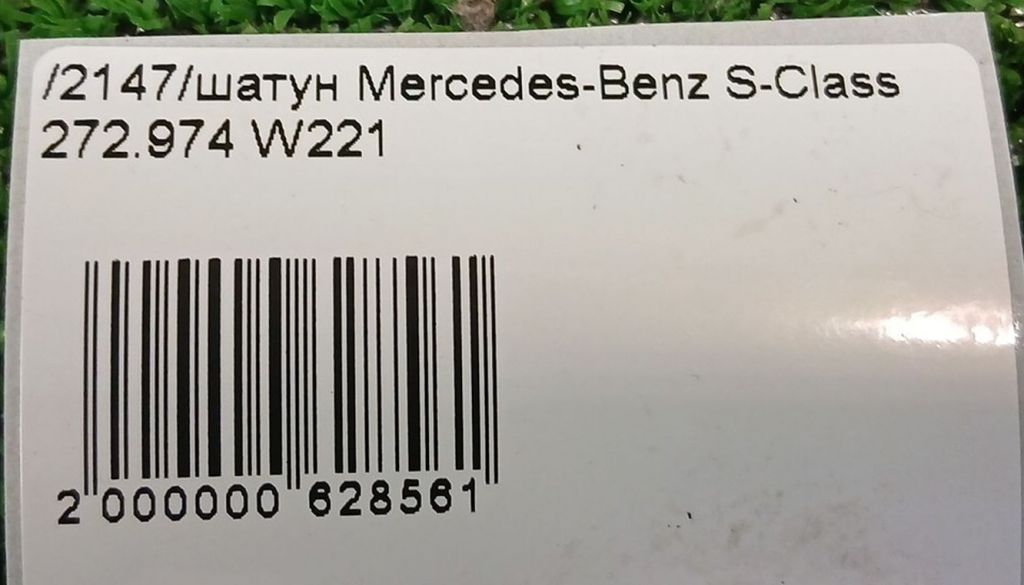 /2147/шатун Mercedes-Benz S-Class
272.974 W221
2 000000 628561